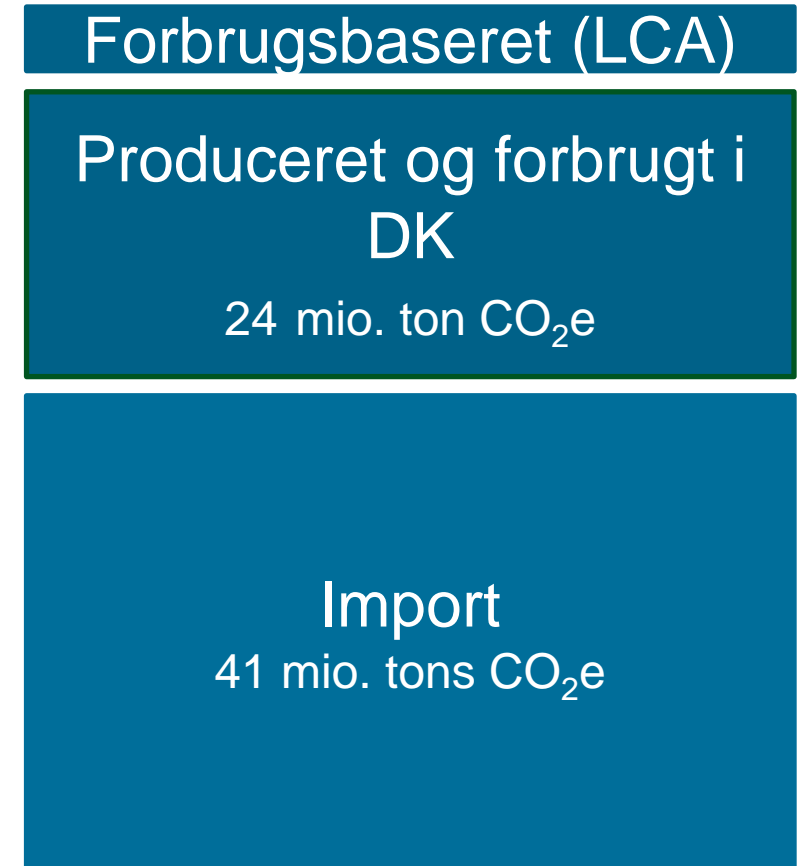 Forbrugsbaseret (LCA)
Produceret og forbrugt i
DK
24 mio. ton CO₂e
Import
41 mio. tons CO₂e